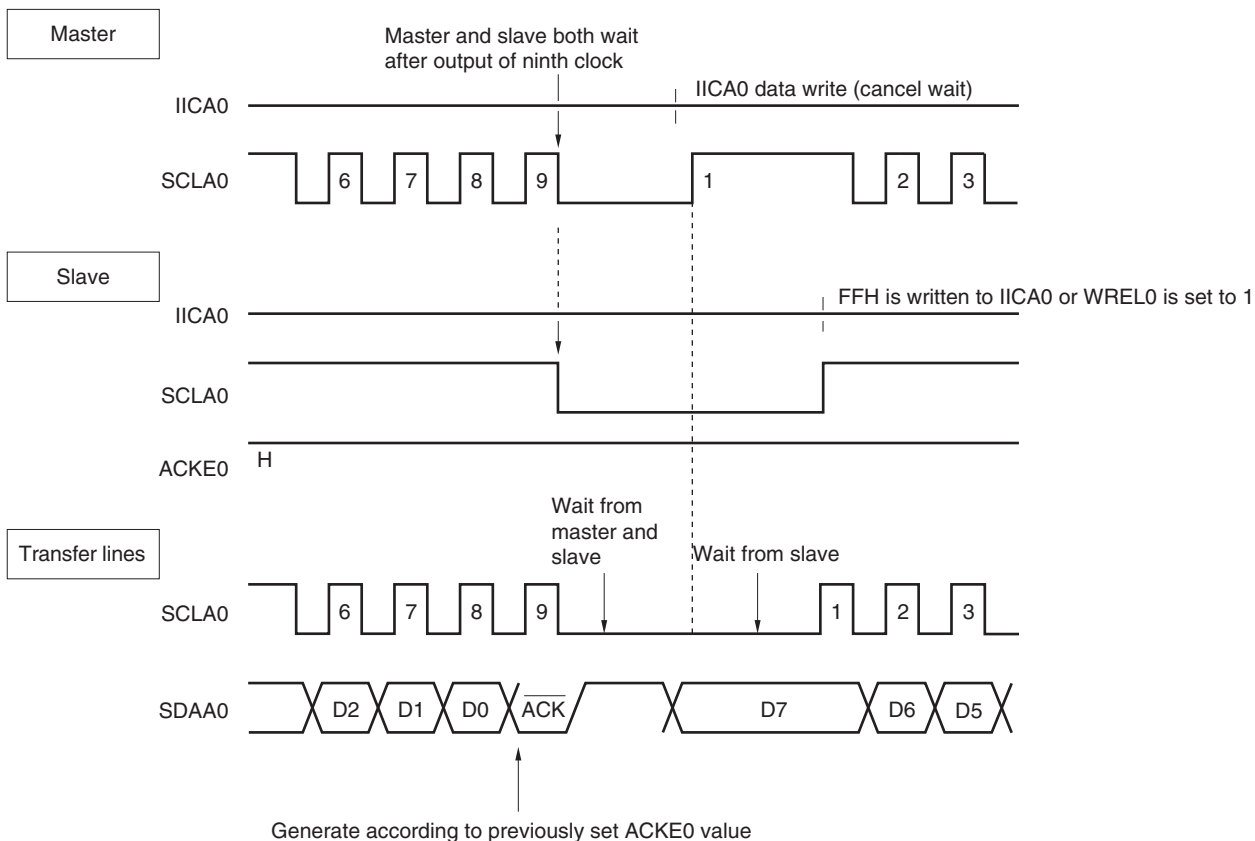 Master
Master and slave both wait
after output of ninth clock
IICA0 data write (cancel wait)
IICA0
SCLA0
6 7 8 9 1 2 3
Slave
FFH is written to IICA0 or WREL0 is set to 1
IICA0
SCLA0
ACKE0
H
Wait from
master and
slave
Wait from slave
Transfer lines
SCLA0
6 7 8 9 1 2 3
SDAA0
D2 D1 D0 ACK D7 D6 D5
Generate according to previously set ACKE0 value